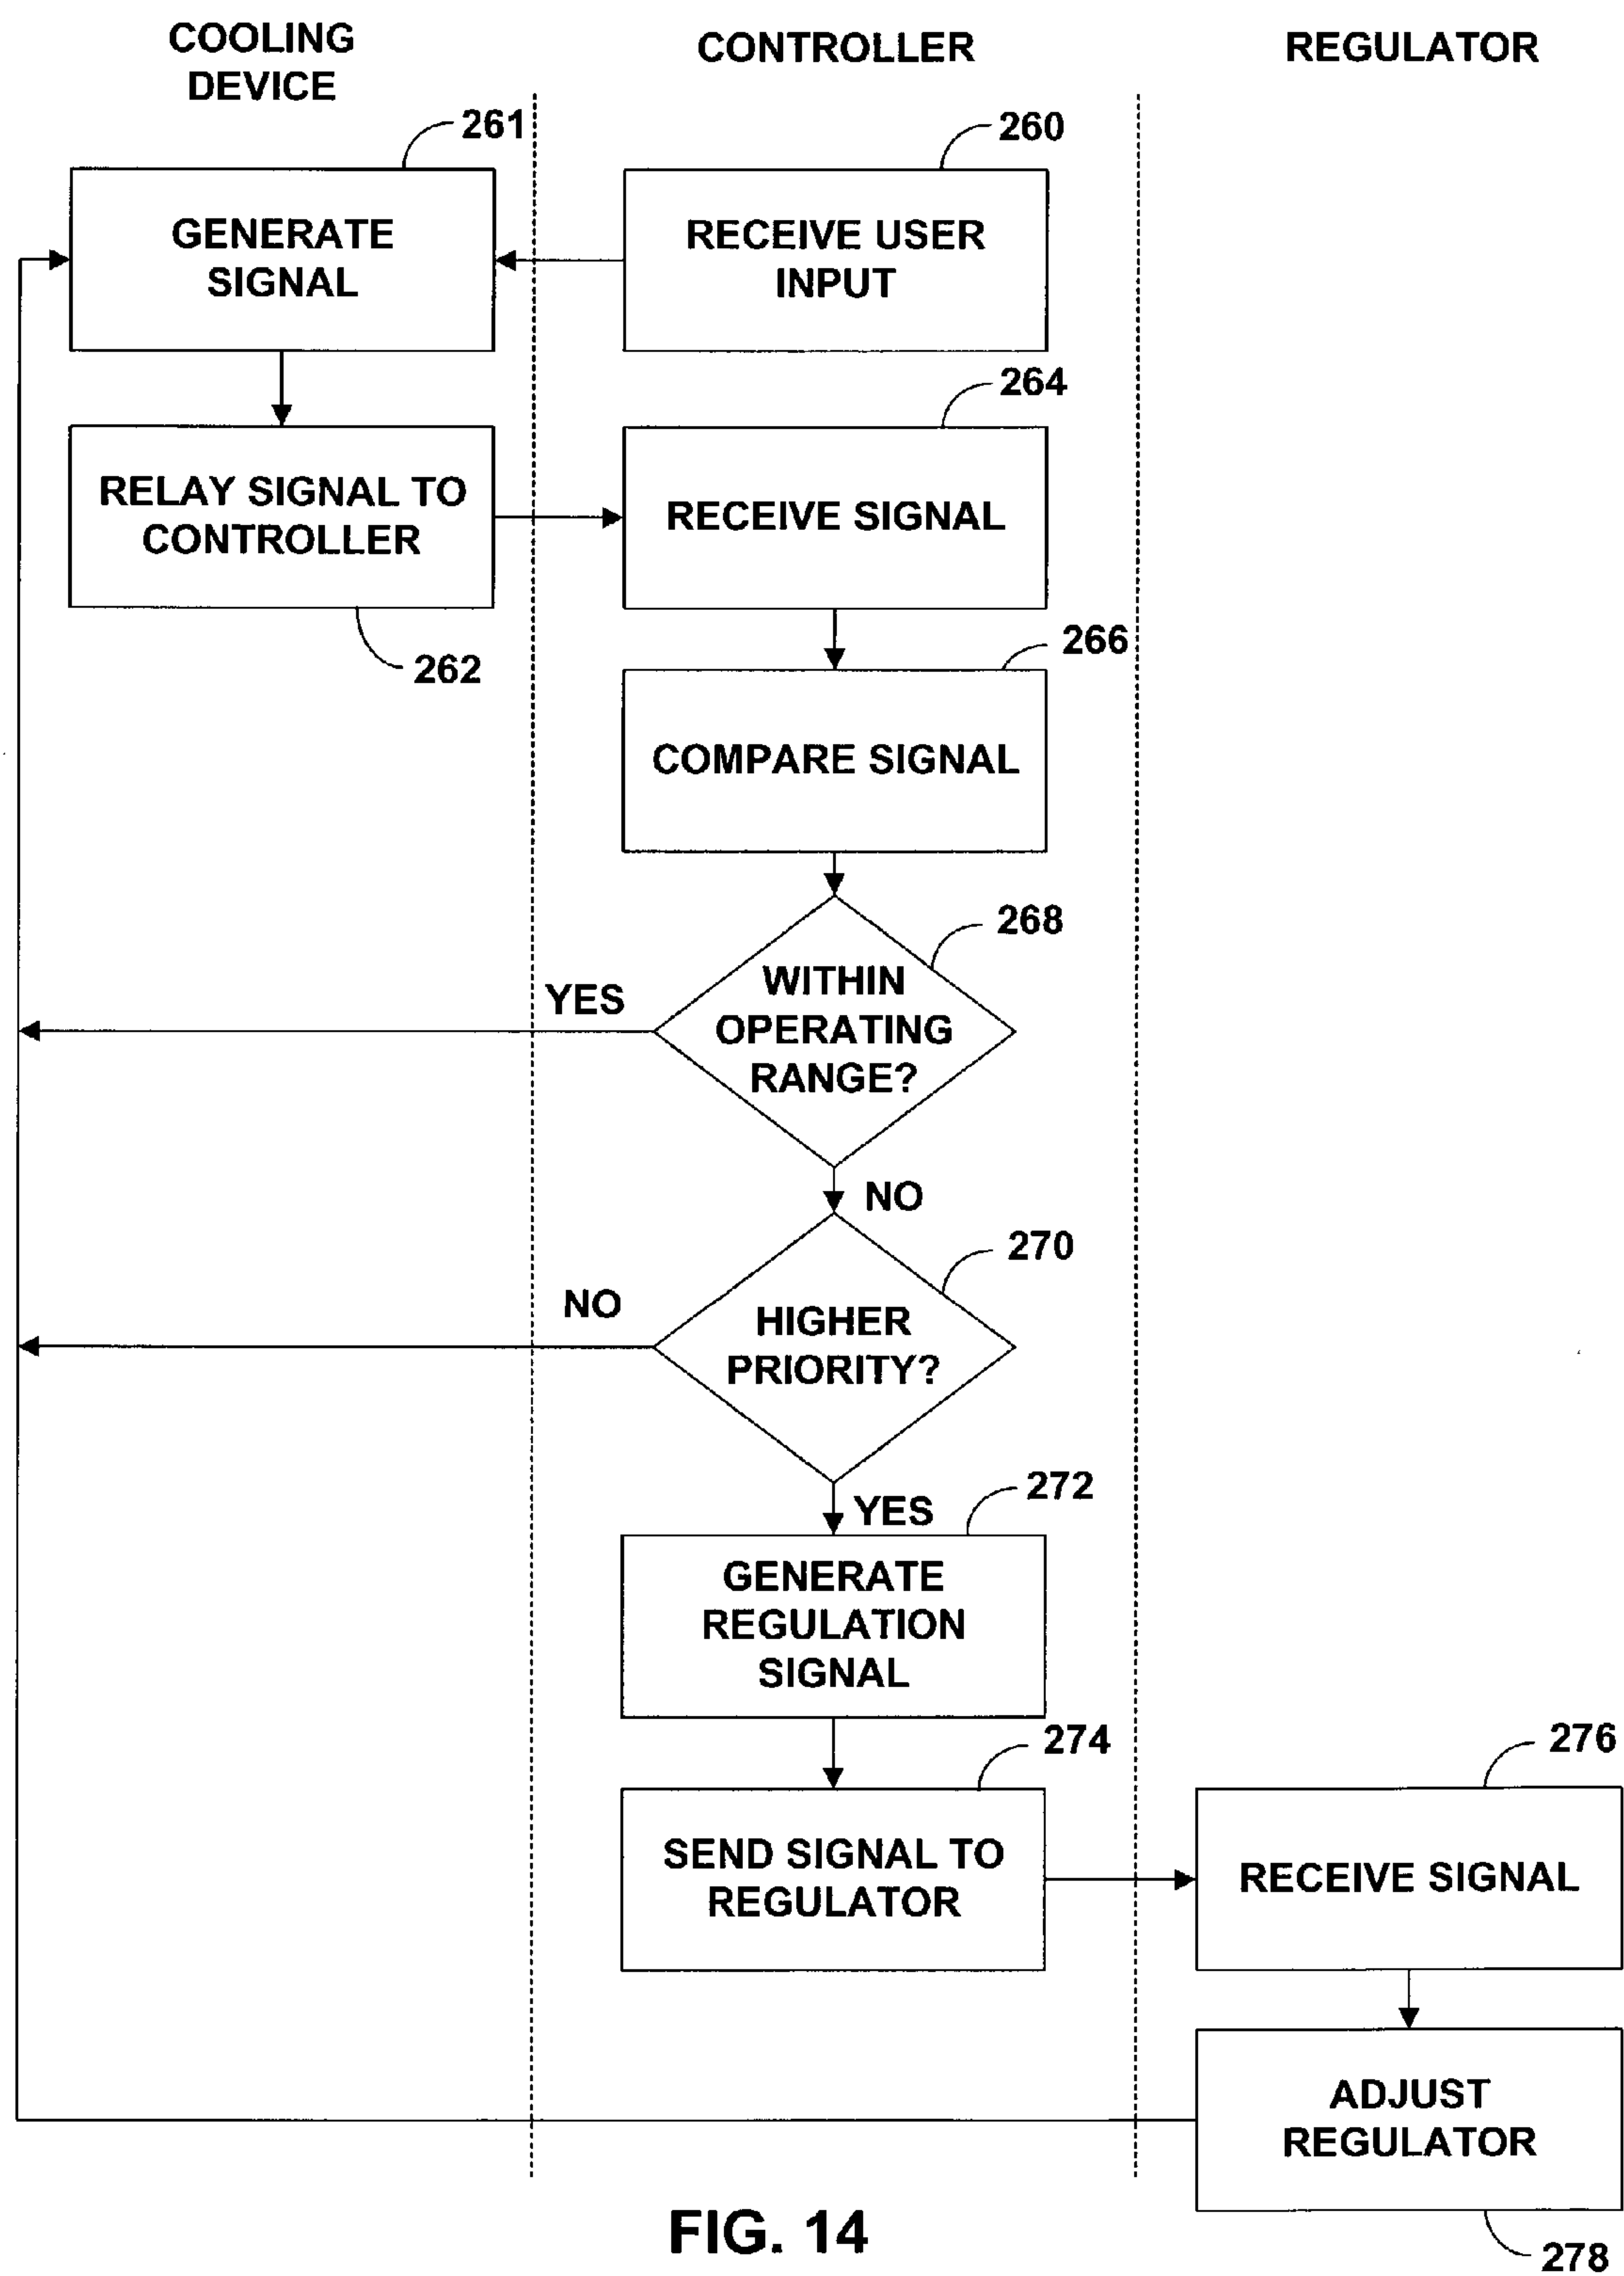 COOLING
DEVICE
CONTROLLER
REGULATOR
261
260
GENERATE
SIGNAL
RECEIVE USER
INPUT
264
RELAY SIGNAL TO
CONTROLLER
RECEIVE SIGNAL
262
266
COMPARE SIGNAL
268
YES
WITHIN
OPERATING
RANGE?
NO
270
NO
HIGHER
PRIORITY?
272
YES
GENERATE
REGULATION
SIGNAL
274
276
SEND SIGNAL TO
REGULATOR
RECEIVE SIGNAL
ADJUST
REGULATOR
278
FIG. 14